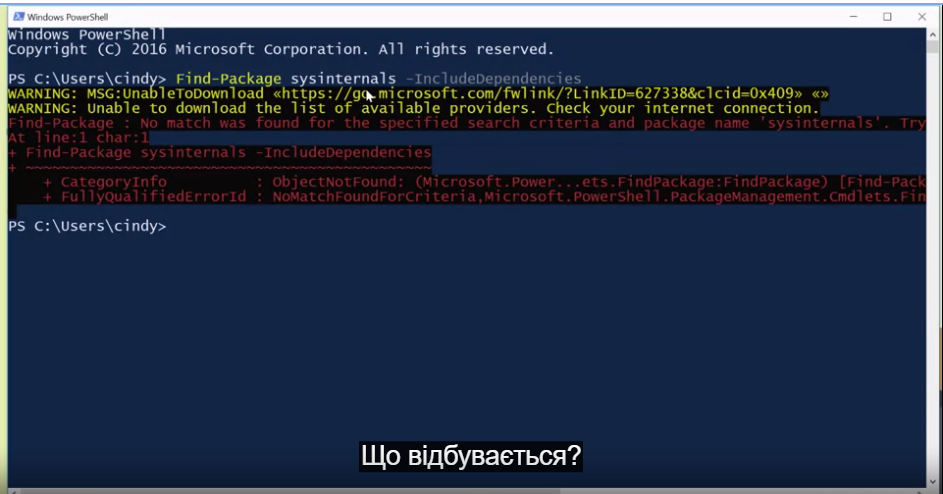 Windows PowerShell
Windows PowerShell
Copyright (C) 2016 Microsoft Corporation. All rights reserved.
PS C:\Users\cindy> Find-Package sysinternals -IncludeDependencies
WARNING: MSG:UnableToDownload «https://go.microsoft.com/fwlink/?LinkID=627338&clcid=0x409» «»
WARNING: Unable to download the list of available providers. Check your internet connection.
Find-Package : No match was found for the specified search criteria and package name 'sysinternals'. Try
At line:1 char:1
+ Find-Package sysinternals -IncludeDependencies
+ ~~~~~~~~~~~~~~~~~~~~~~~~~~~~~~~~~~~~~~~~~~~~~~
+ CategoryInfo : ObjectNotFound: (Microsoft.Power...ets.FindPackage:FindPackage) [Find-Pack
+ FullyQualifiedErrorId : NoMatchFoundForCriteria,Microsoft.PowerShell.PackageManagement.Cmdlets.Fin
PS C:\Users\cindy>
Що відбувається?